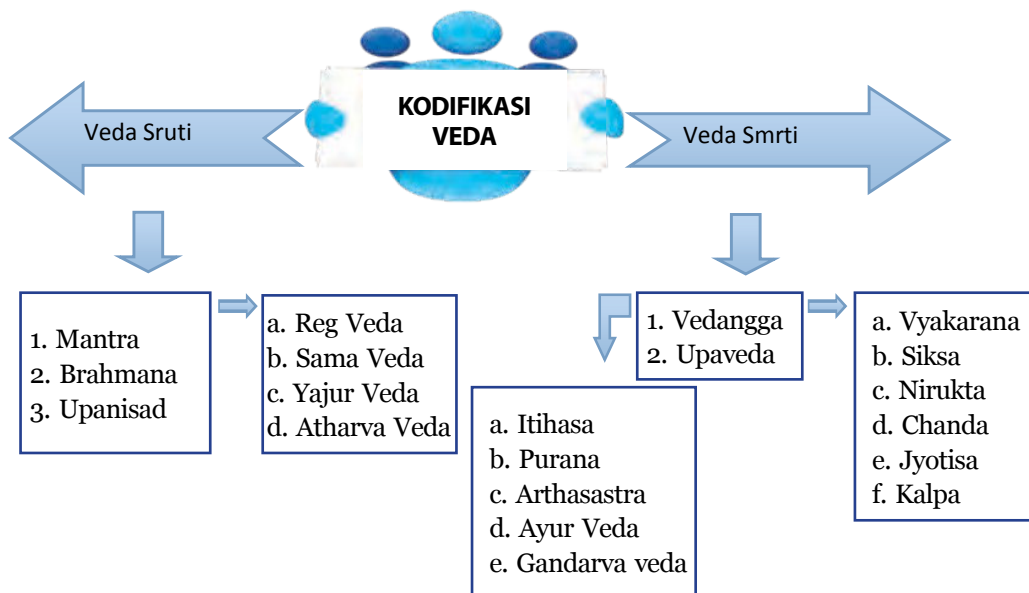 KODIFIKASI
VEDA
Veda Sruti
Veda Smrti
1. Mantra
2. Brahmana
3. Upanisad
a. Reg Veda
b. Sama Veda
c. Yajur Veda
d. Atharva Veda
1. Vedangga
2. Upaveda
a. Itihasa
b. Purana
c. Arthasastra
d. Ayur Veda
e. Gandarva veda
a. Vyakarana
b. Siksa
c. Nirukta
d. Chanda
e. Jyotisa
f. Kalpa